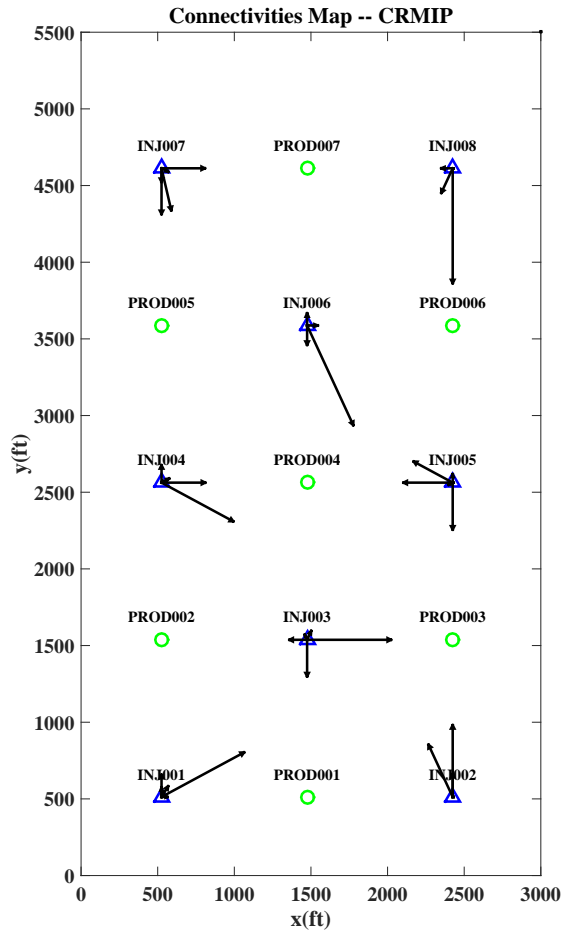 Connectivities Map -- CRMIP
5500
5000
4500
4000
3500
3000
2500
2000
1500
1000
500
0
y(ft)
INJ007 PROD007 INJ008
PROD005 INJ006 PROD006
INJ004 PROD004 INJ005
PROD002 INJ003 PROD003
INJ001 PROD001 INJ002
0 500 1000 1500 2000 2500 3000
x(ft)